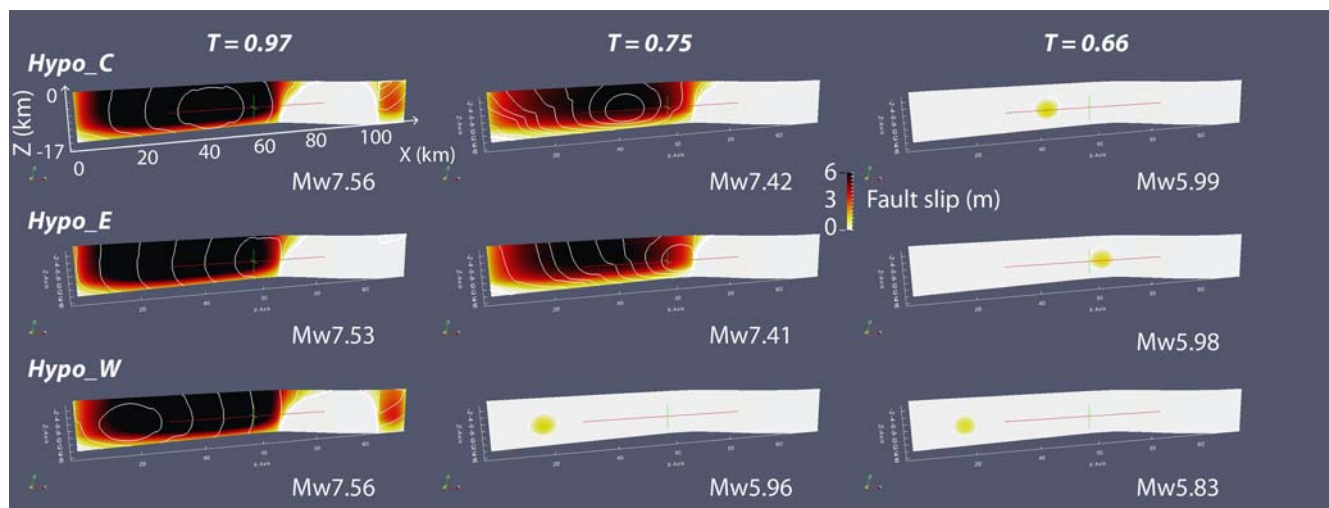 T = 0.97 T = 0.75 T = 0.66
Hypo_C
0
Z (km)
-17
0 20 40 60 80 100
X (km)
Mw7.56 Mw7.42 Mw5.99
6
3 Fault slip (m)
0
Hypo_E
Mw7.53 Mw7.41 Mw5.98
Hypo_W
Mw7.56 Mw5.96 Mw5.83